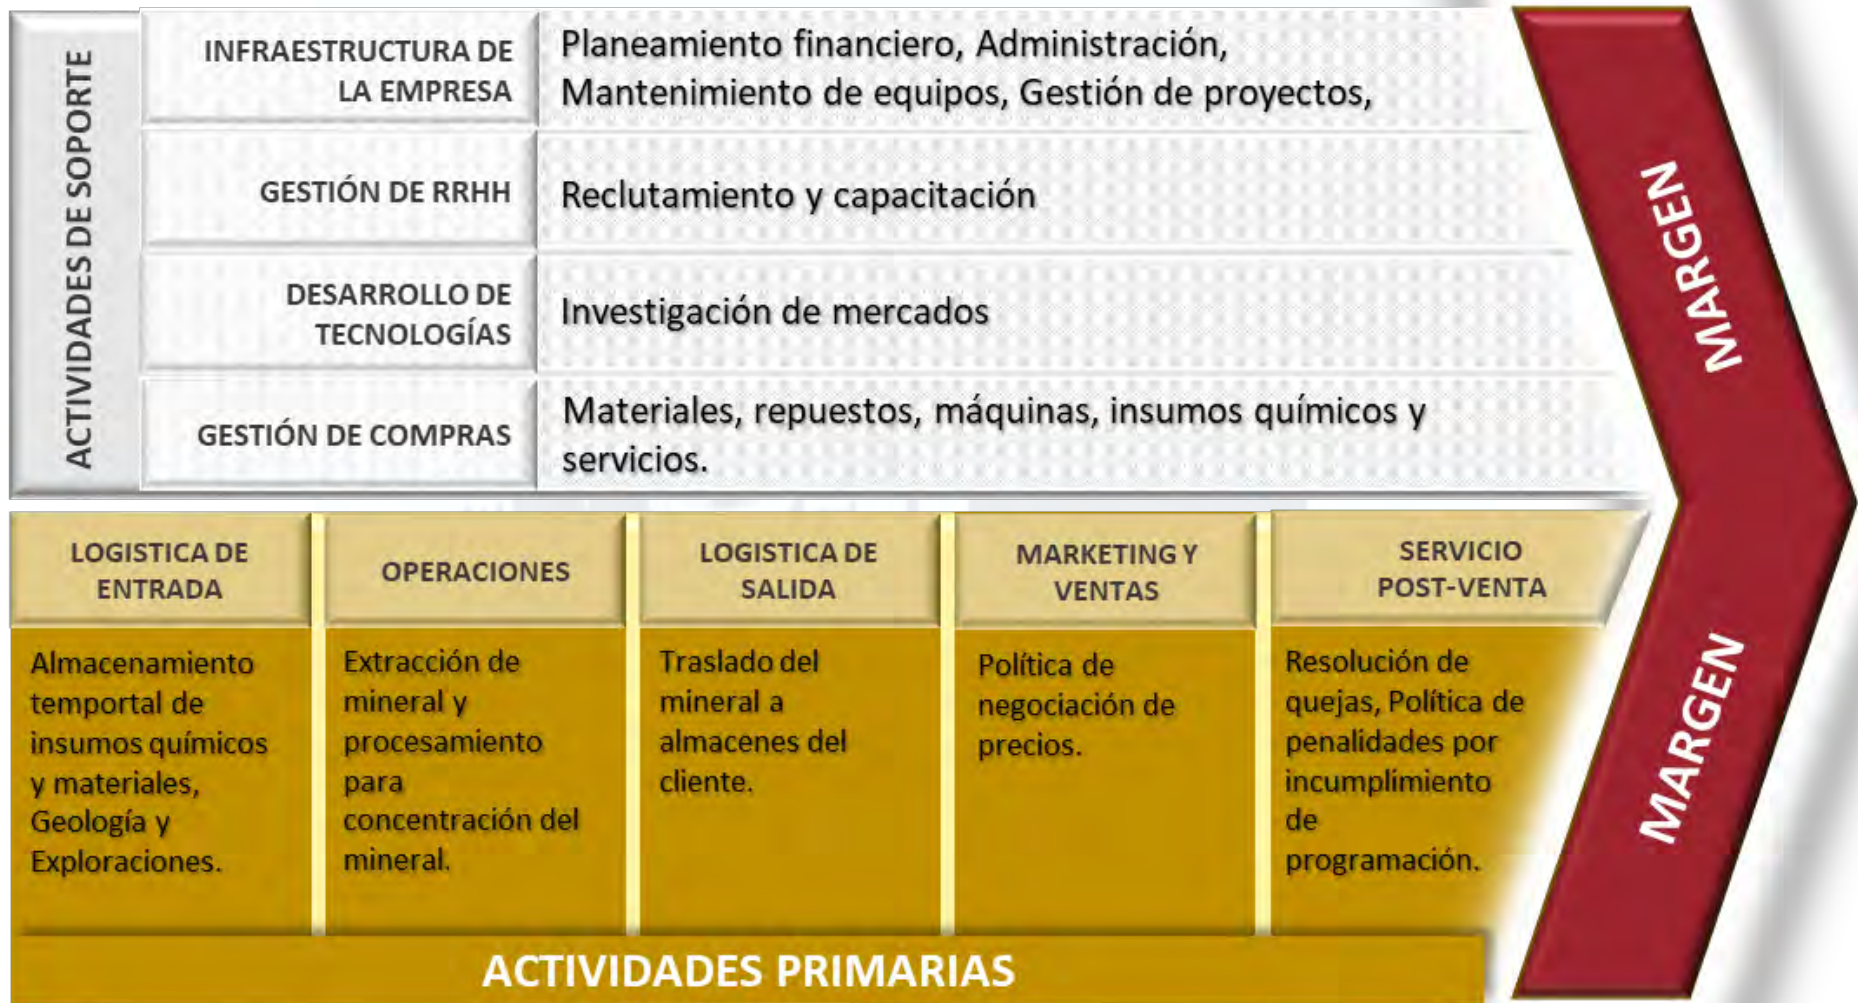 ACTIVIDADES DE SOPORTE
INFRAESTRUCTURA DE
LA EMPRESA
Planeamiento financiero, Administración,
Mantenimiento de equipos, Gestión de proyectos,
GESTIÓN DE RRHH
Reclutamiento y capacitación
DESARROLLO DE
TECNOLOGÍAS
Investigación de mercados
GESTIÓN DE COMPRAS
Materiales, repuestos, máquinas, insumos químicos y
servicios.
MARGEN
LOGISTICA DE
ENTRADA
Almacenamiento
temportal de
insumos químicos
y materiales,
Geología y
Exploraciones.
OPERACIONES
Extracción de
mineral y
procesamiento
para
concentración del
mineral.
LOGISTICA DE
SALIDA
Traslado del
mineral a
almacenes del
cliente.
MARKETING Y
VENTAS
Política de
negociación de
precios.
SERVICIO
POST-VENTA
Resolución de
quejas, Política de
penalidades por
incumplimiento
de
programación.
MARGEN
ACTIVIDADES PRIMARIAS